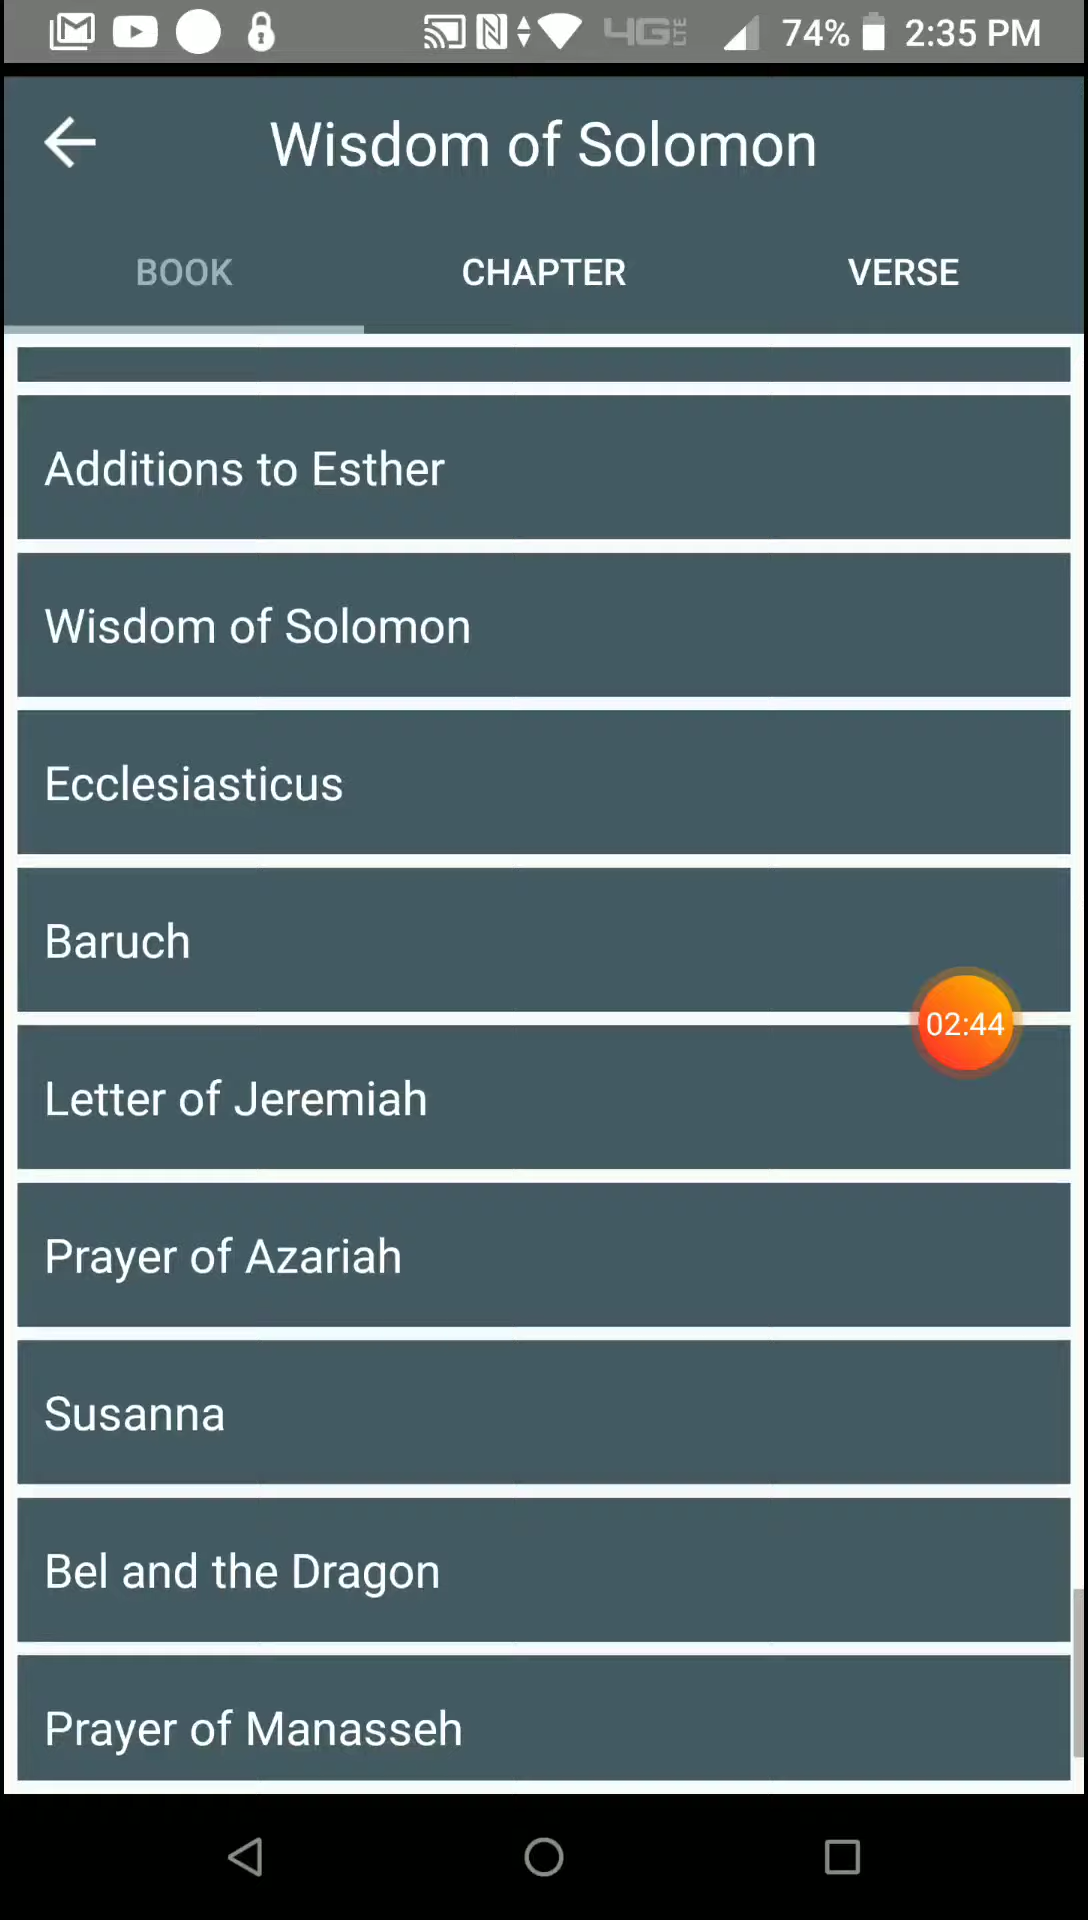 74% 2:35 PM
Wisdom of Solomon
BOOK CHAPTER VERSE
Additions to Esther
Wisdom of Solomon
Ecclesiasticus
Baruch
02:44
Letter of Jeremiah
Prayer of Azariah
Susanna
Bel and the Dragon
Prayer of Manasseh